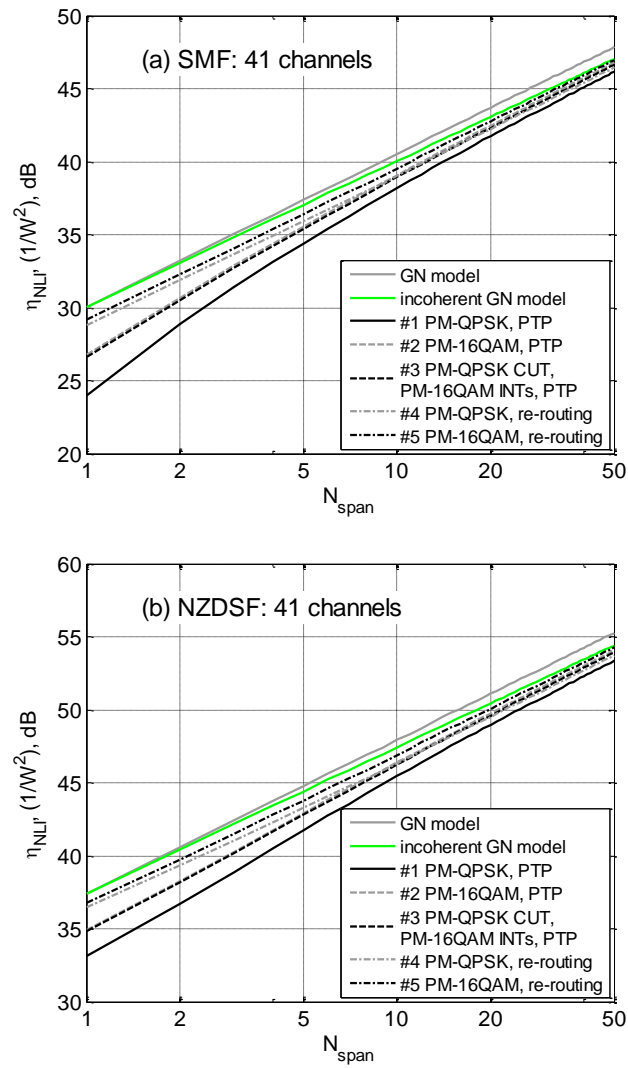 50
45
40
35
30
25
20
(a) SMF: 41 channels
η_NLI, (1/W²), dB
GN model
incoherent GN model
#1 PM-QPSK, PTP
#2 PM-16QAM, PTP
#3 PM-QPSK CUT,
PM-16QAM INTs, PTP
#4 PM-QPSK, re-routing
#5 PM-16QAM, re-routing
1 2 5 10 20 50
N_span
60
55
50
45
40
35
30
(b) NZDSF: 41 channels
η_NLI, (1/W²), dB
GN model
incoherent GN model
#1 PM-QPSK, PTP
#2 PM-16QAM, PTP
#3 PM-QPSK CUT,
PM-16QAM INTs, PTP
#4 PM-QPSK, re-routing
#5 PM-16QAM, re-routing
1 2 5 10 20 50
N_span